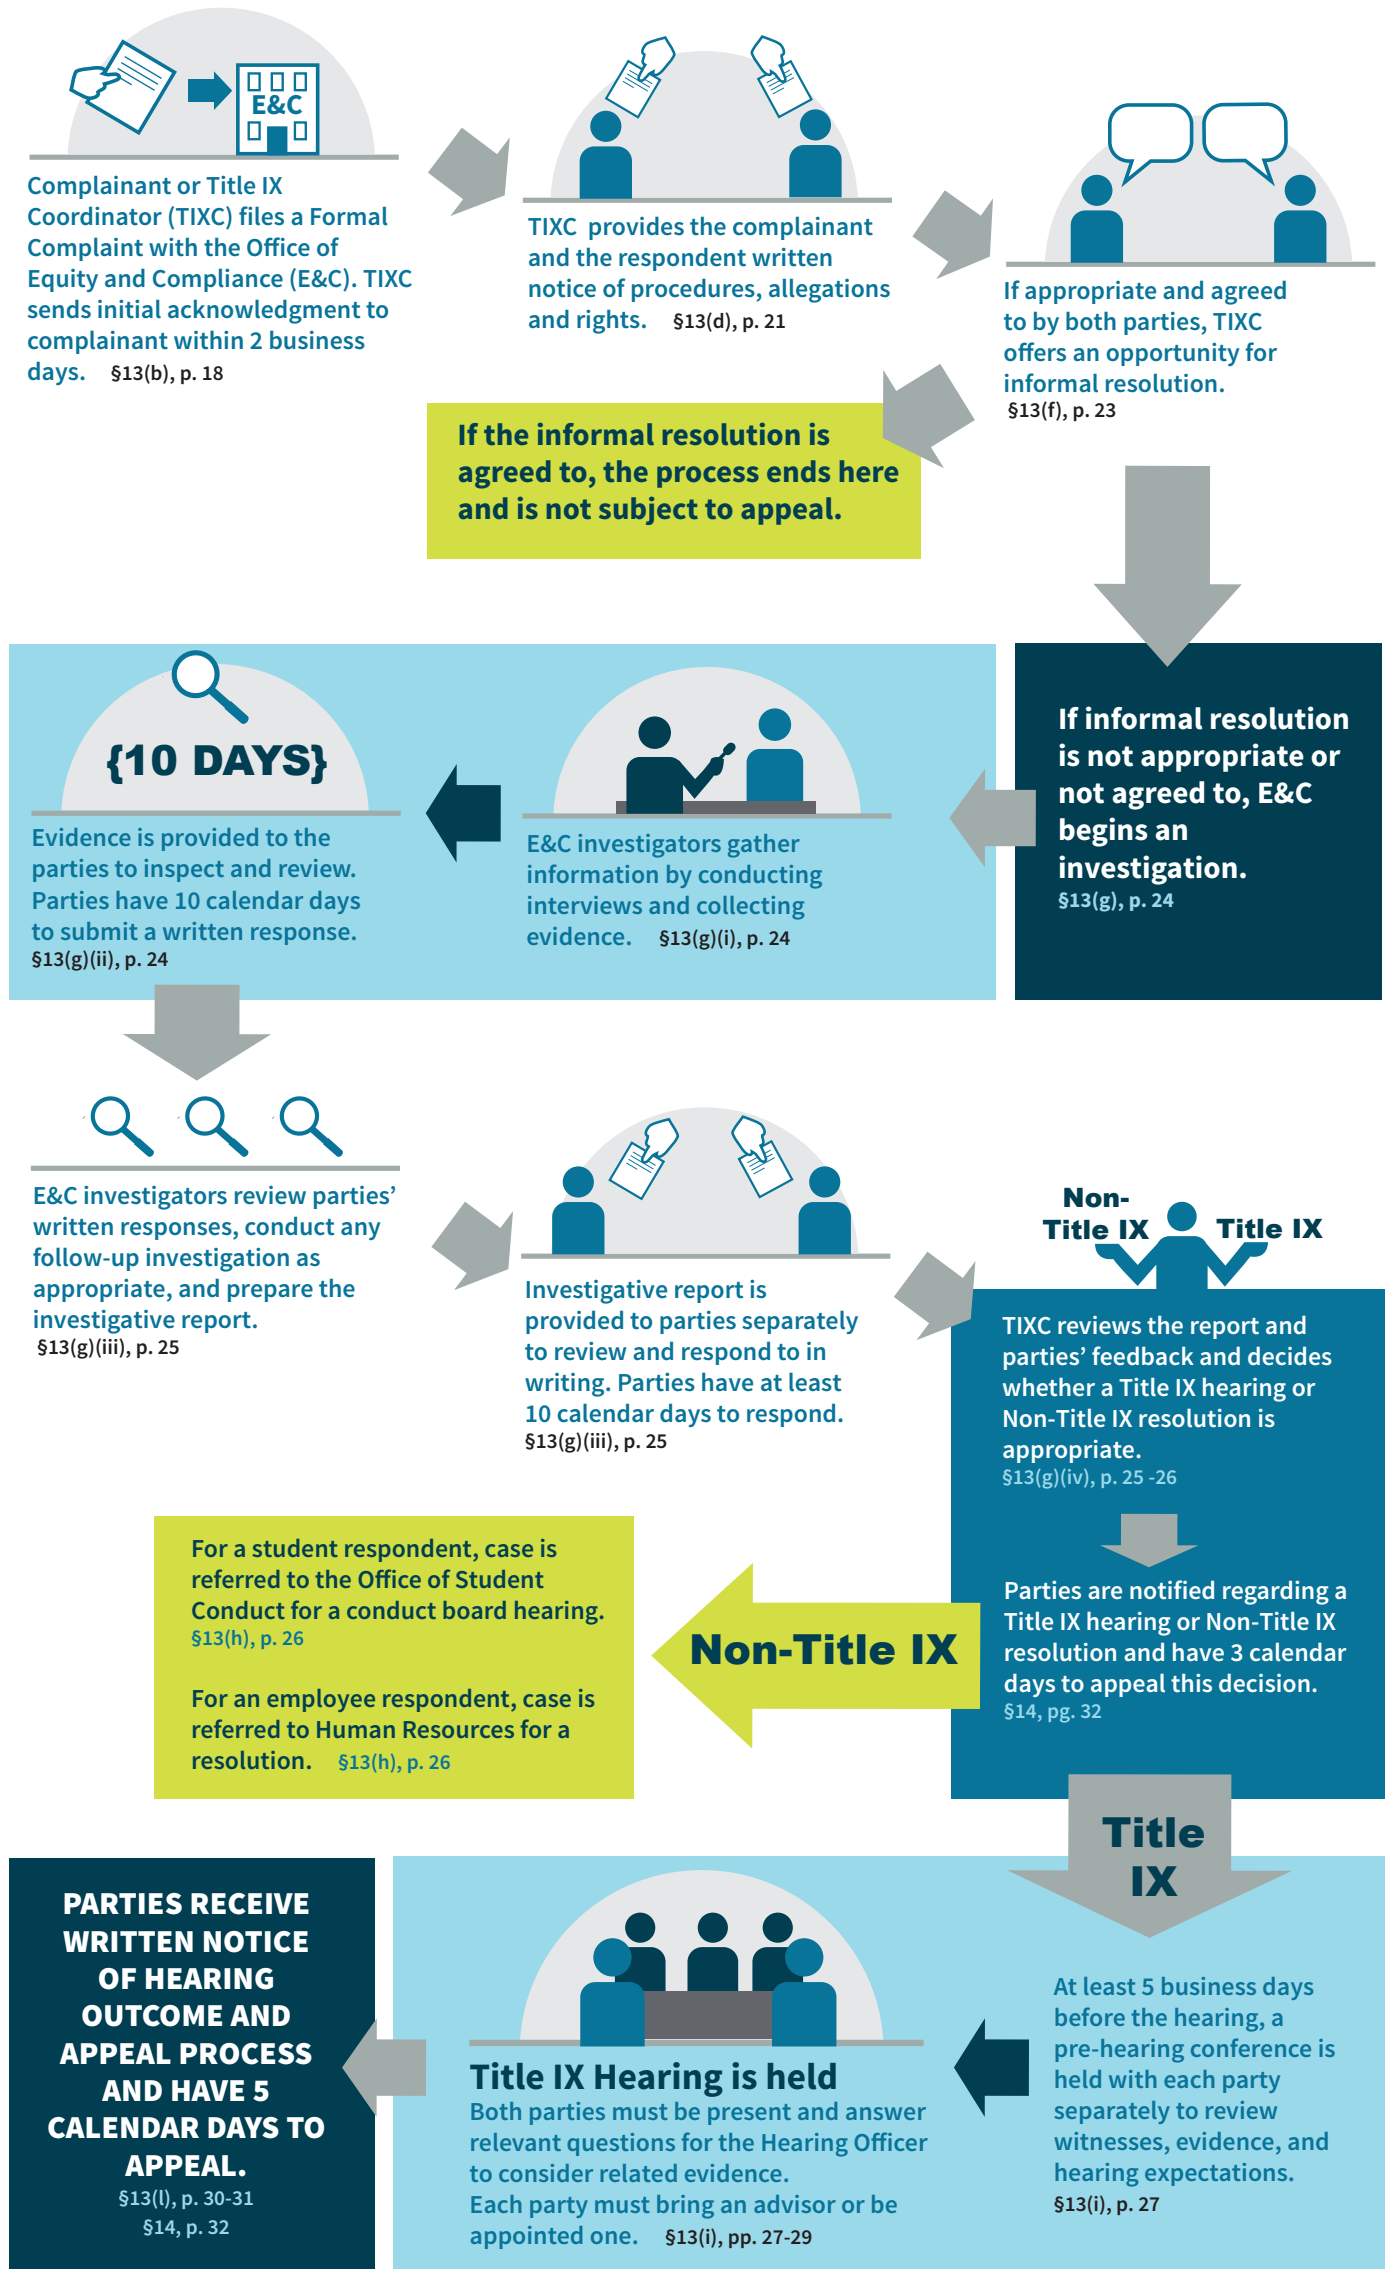 E&C
Complainant or Title IX
Coordinator (TIXC) files a Formal
Complaint with the Office of
Equity and Compliance (E&C). TIXC
sends initial acknowledgment to
complainant within 2 business
days. §13(b), p. 18
TIXC provides the complainant
and the respondent written
notice of procedures, allegations
and rights. §13(d), p. 21
If appropriate and agreed
to by both parties, TIXC
offers an opportunity for
informal resolution.
§13(f), p. 23
If the informal resolution is
agreed to, the process ends here
and is not subject to appeal.
If informal resolution
is not appropriate or
not agreed to, E&C
begins an
investigation.
§13(g), p. 24
E&C investigators gather
information by conducting
interviews and collecting
evidence. §13(g)(i), p. 24
{10 DAYS}
Evidence is provided to the
parties to inspect and review.
Parties have 10 calendar days
to submit a written response.
§13(g)(ii), p. 24
E&C investigators review parties’
written responses, conduct any
follow-up investigation as
appropriate, and prepare the
investigative report.
§13(g)(iii), p. 25
Investigative report is
provided to parties separately
to review and respond to in
writing. Parties have at least
10 calendar days to respond.
§13(g)(iii), p. 25
Non-
Title IX
Title IX
TIXC reviews the report and
parties’ feedback and decides
whether a Title IX hearing or
Non-Title IX resolution is
appropriate.
§13(g)(iv), p. 25 -26
Parties are notified regarding a
Title IX hearing or Non-Title IX
resolution and have 3 calendar
days to appeal this decision.
§14, pg. 32
Non-Title IX
For a student respondent, case is
referred to the Office of Student
Conduct for a conduct board hearing.
§13(h), p. 26
For an employee respondent, case is
referred to Human Resources for a
resolution. §13(h), p. 26
Title
IX
At least 5 business days
before the hearing, a
pre-hearing conference is
held with each party
separately to review
witnesses, evidence, and
hearing expectations.
§13(i), p. 27
Title IX Hearing is held
Both parties must be present and answer
relevant questions for the Hearing Officer
to consider related evidence.
Each party must bring an advisor or be
appointed one. §13(i), pp. 27-29
PARTIES RECEIVE
WRITTEN NOTICE
OF HEARING
OUTCOME AND
APPEAL PROCESS
AND HAVE 5
CALENDAR DAYS TO
APPEAL.
§13(l), p. 30-31
§14, p. 32